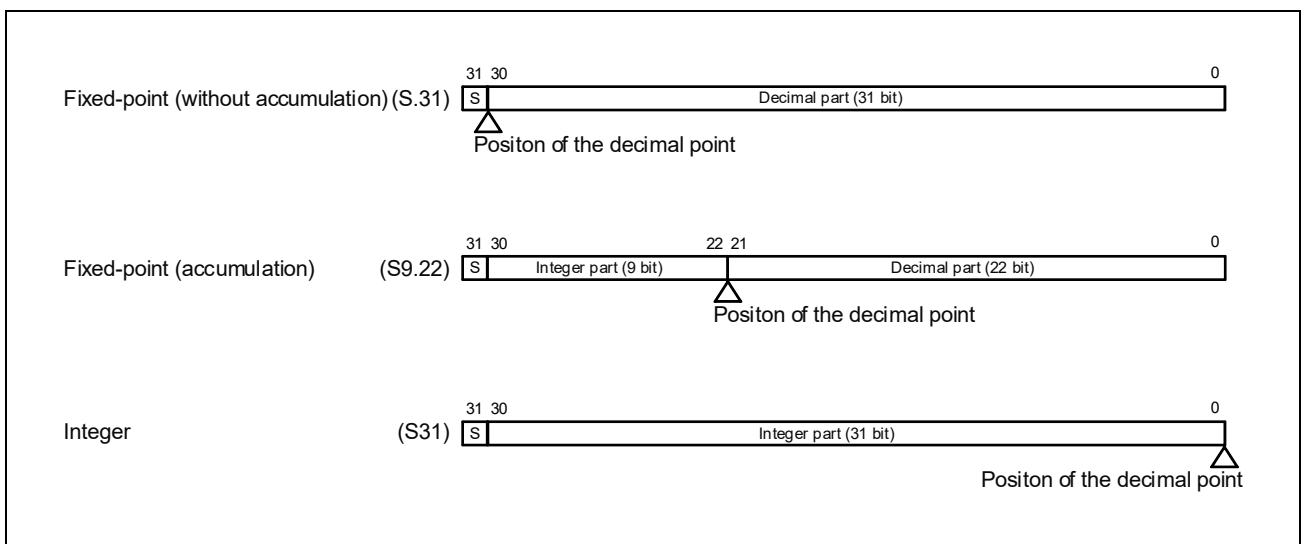 31 30 0
Fixed-point (without accumulation) (S.31) S Decimal part (31 bit)
Positon of the decimal point
31 30 22 21 0
Fixed-point (accumulation) (S9.22) S Integer part (9 bit) Decimal part (22 bit)
Positon of the decimal point
31 30 0
Integer (S31) S Integer part (31 bit)
Positon of the decimal point